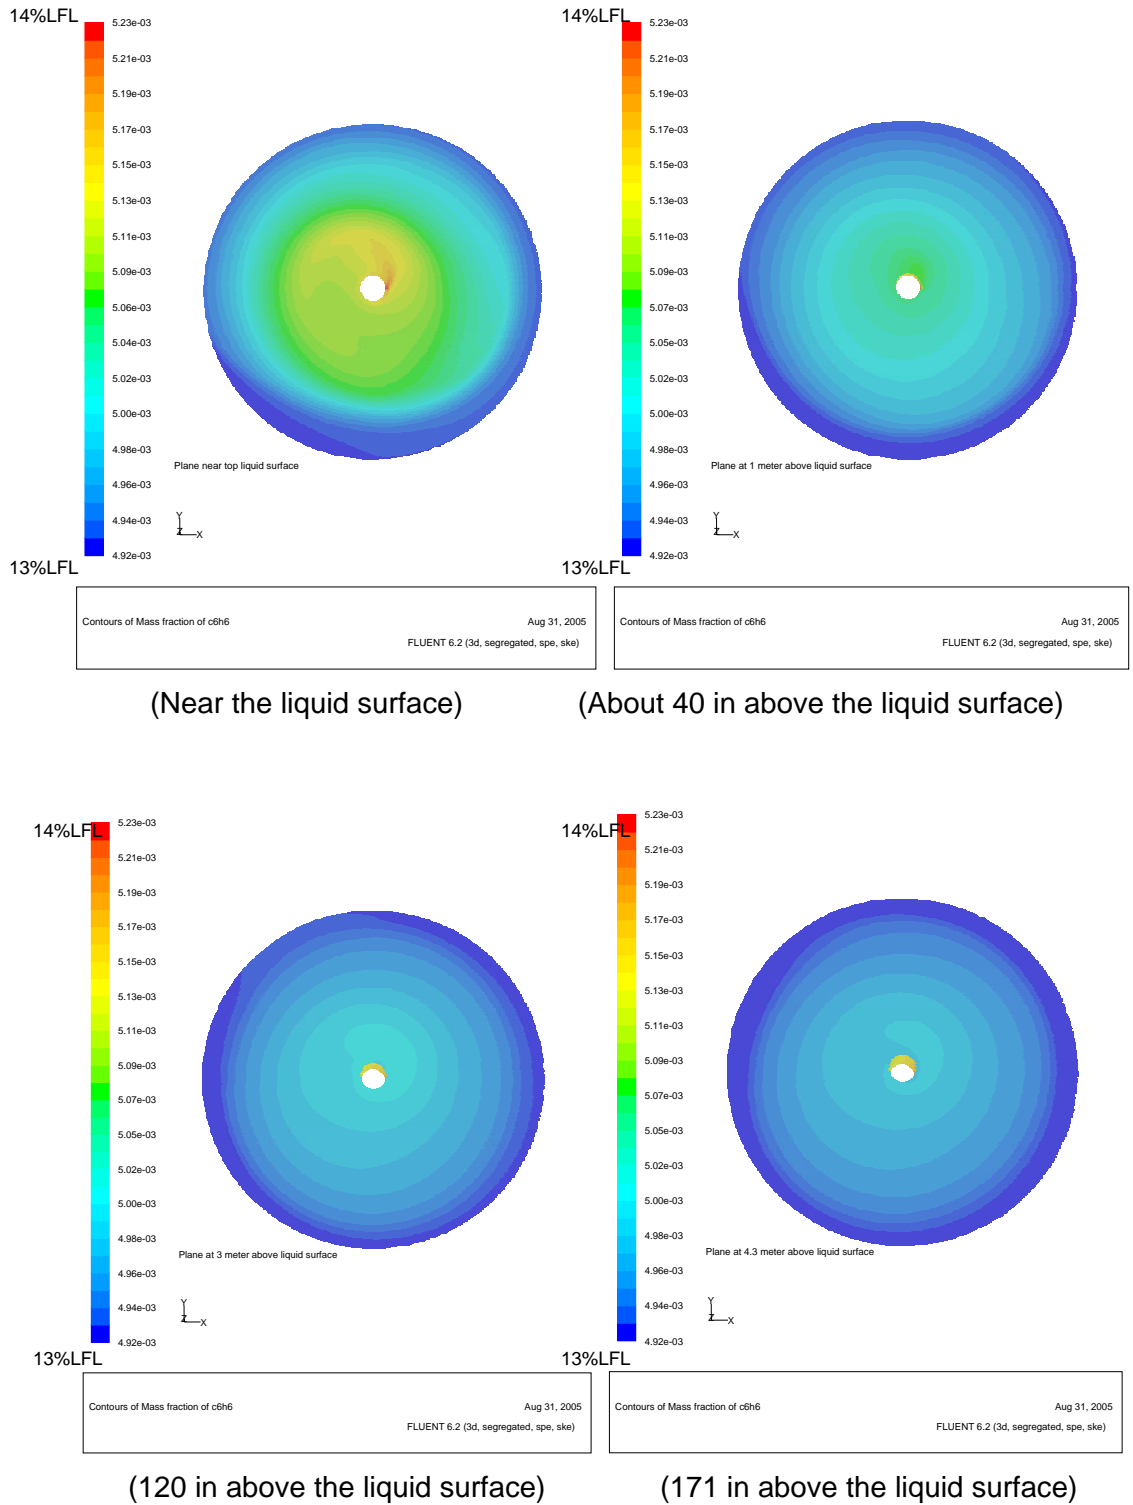 14%LFL
5.23e-03
5.21e-03
5.19e-03
5.17e-03
5.15e-03
5.13e-03
5.11e-03
5.09e-03
5.06e-03
5.04e-03
5.02e-03
5.00e-03
4.98e-03
4.96e-03
4.94e-03
4.92e-03
13%LFL
Plane near top liquid surface
Y
Z X
Contours of Mass fraction of c6h6
Aug 31, 2005
FLUENT 6.2 (3d, segregated, spe, ske)
(Near the liquid surface)
14%LFL
5.23e-03
5.21e-03
5.19e-03
5.17e-03
5.15e-03
5.13e-03
5.11e-03
5.09e-03
5.07e-03
5.05e-03
5.02e-03
5.00e-03
4.98e-03
4.96e-03
4.94e-03
4.92e-03
13%LFL
Plane at 1 meter above liquid surface
Y
Z X
Contours of Mass fraction of c6h6
Aug 31, 2005
FLUENT 6.2 (3d, segregated, spe, ske)
(About 40 in above the liquid surface)
14%LFL
5.23e-03
5.21e-03
5.19e-03
5.17e-03
5.15e-03
5.13e-03
5.11e-03
5.09e-03
5.07e-03
5.05e-03
5.02e-03
5.00e-03
4.98e-03
4.96e-03
4.94e-03
4.92e-03
13%LFL
Plane at 3 meter above liquid surface
Y
Z X
Contours of Mass fraction of c6h6
Aug 31, 2005
FLUENT 6.2 (3d, segregated, spe, ske)
(120 in above the liquid surface)
14%LFL
5.23e-03
5.21e-03
5.19e-03
5.17e-03
5.15e-03
5.13e-03
5.11e-03
5.09e-03
5.07e-03
5.05e-03
5.02e-03
5.00e-03
4.98e-03
4.96e-03
4.94e-03
4.92e-03
13%LFL
Plane at 4.3 meter above liquid surface
Y
Z X
Contours of Mass fraction of c6h6
Aug 31, 2005
FLUENT 6.2 (3d, segregated, spe, ske)
(171 in above the liquid surface)